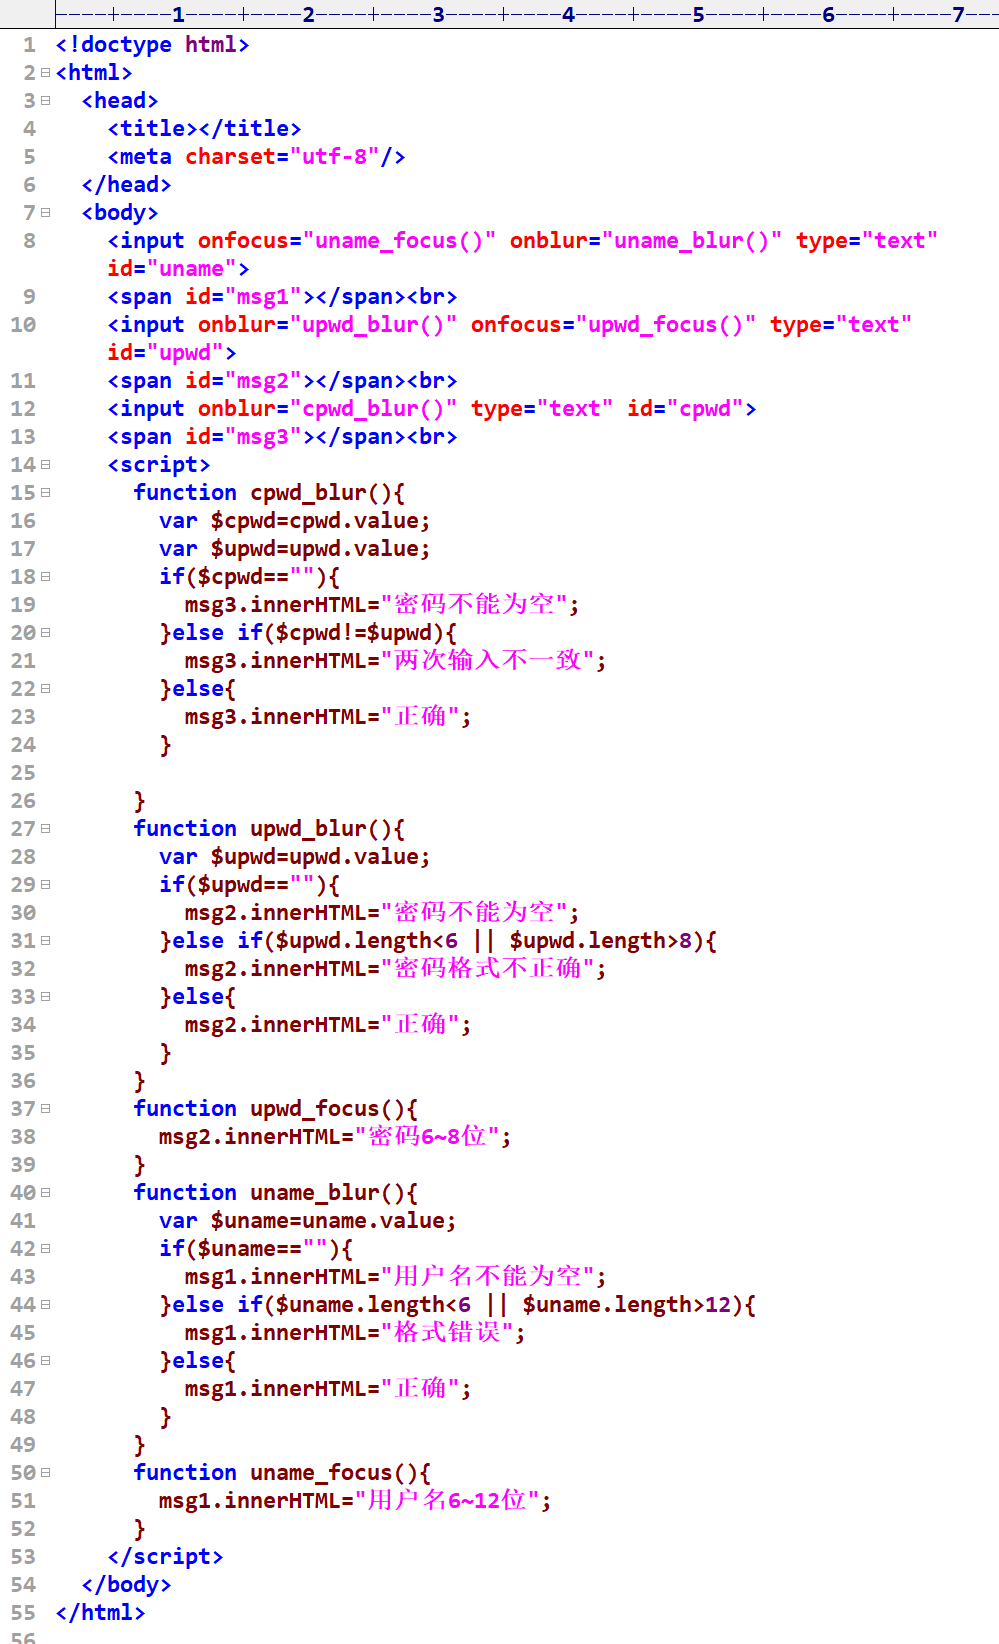 ----+----1----+----2----+----3----+----4----+----5----+----6----+----7---
1 <!doctype html>
2 <html>
3 <head>
4 <title></title>
5 <meta charset="utf-8"/>
6 </head>
7 <body>
8 <input onfocus="uname_focus()" onblur="uname_blur()" type="text"
id="uname">
9 <span id="msg1"></span><br>
10 <input onblur="upwd_blur()" onfocus="upwd_focus()" type="text"
id="upwd">
11 <span id="msg2"></span><br>
12 <input onblur="cpwd_blur()" type="text" id="cpwd">
13 <span id="msg3"></span><br>
14 <script>
15 function cpwd_blur(){
16 var $cpwd=cpwd.value;
17 var $upwd=upwd.value;
18 if($cpwd==""){
19 msg3.innerHTML="密码不能为空";
20 }else if($cpwd!=$upwd){
21 msg3.innerHTML="两次输入不一致";
22 }else{
23 msg3.innerHTML="正确";
24 }
25
26 }
27 function upwd_blur(){
28 var $upwd=upwd.value;
29 if($upwd==""){
30 msg2.innerHTML="密码不能为空";
31 }else if($upwd.length<6 || $upwd.length>8){
32 msg2.innerHTML="密码格式不正确";
33 }else{
34 msg2.innerHTML="正确";
35 }
36 }
37 function upwd_focus(){
38 msg2.innerHTML="密码6~8位";
39 }
40 function uname_blur(){
41 var $uname=uname.value;
42 if($uname==""){
43 msg1.innerHTML="用户名不能为空";
44 }else if($uname.length<6 || $uname.length>12){
45 msg1.innerHTML="格式错误";
46 }else{
47 msg1.innerHTML="正确";
48 }
49 }
50 function uname_focus(){
51 msg1.innerHTML="用户名6~12位";
52 }
53 </script>
54 </body>
55 </html>
56